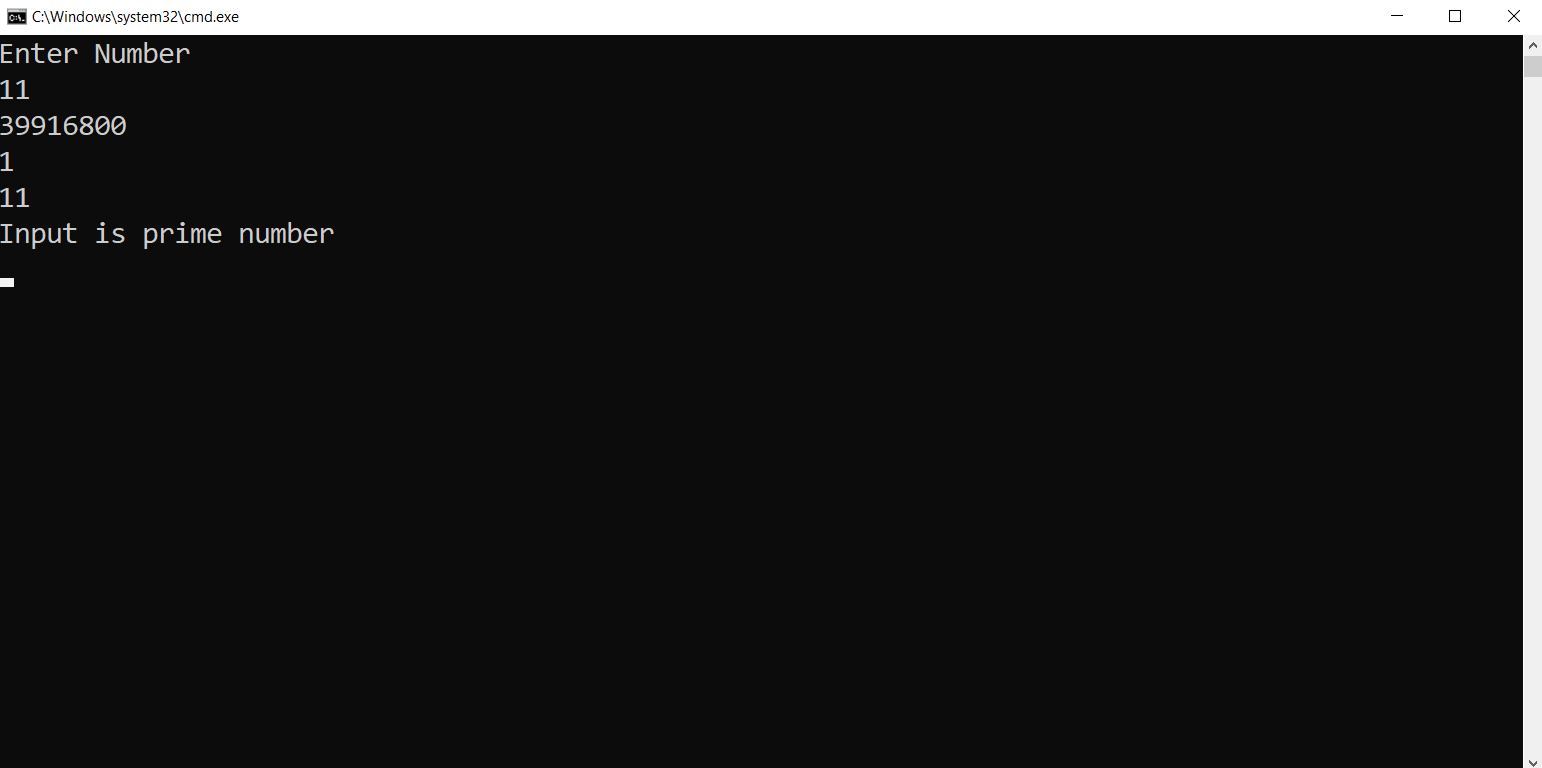 C:\Windows\system32\cmd.exe
Enter Number
11
39916800
1
11
Input is prime number